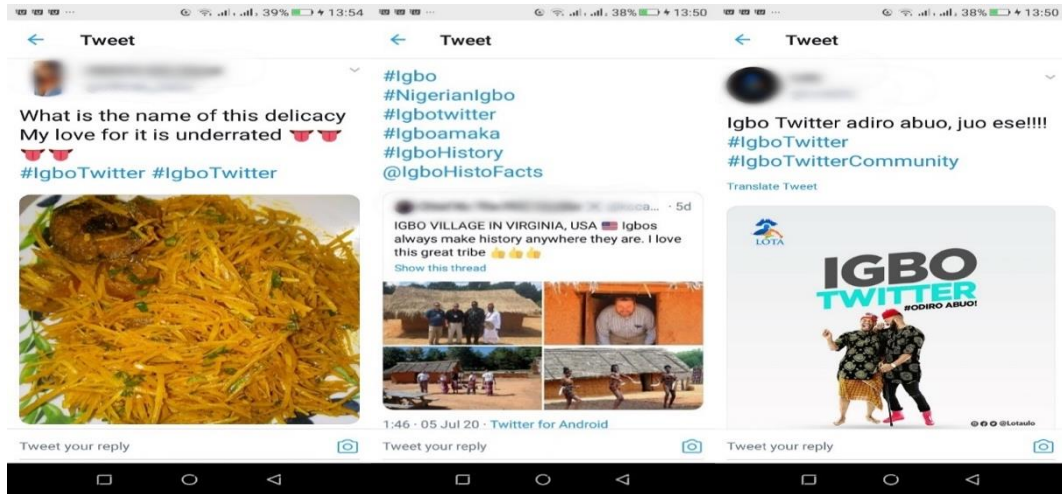 39% 13:54
Tweet
What is the name of this delicacy
My love for it is underrated 👅👅
👅👅
#IgboTwitter #IgboTwitter
Tweet your reply
38% 13:50
Tweet
#Igbo
#NigerianIgbo
#Igbotwitter
#Igboamaka
#IgboHistory
@IgboHistoFacts
· 5d
IGBO VILLAGE IN VIRGINIA, USA 🇺🇸 Igbos
always make history anywhere they are. I love
this great tribe 👍👍👍
Show this thread
1:46 · 05 Jul 20 · Twitter for Android
Tweet your reply
38% 13:50
Tweet
Igbo Twitter adiro abuo, juo ese!!!!
#IgboTwitter
#IgboTwitterCommunity
Translate Tweet
LOTA
IGBO
TWITTER
#ODIRO ABUO!
@Lotaulo
Tweet your reply